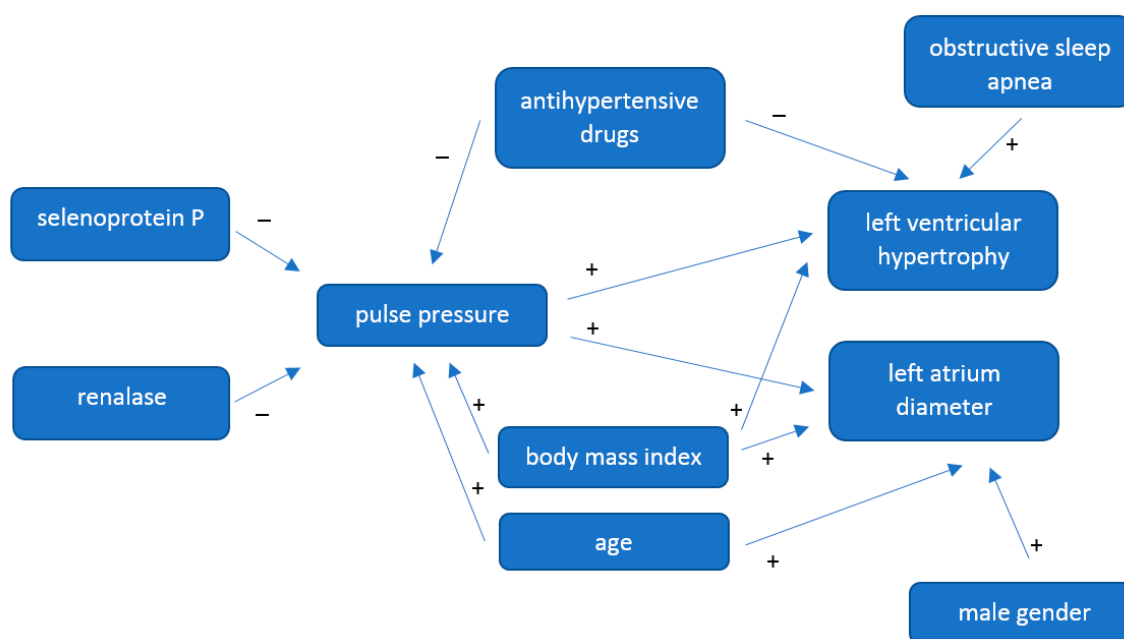 obstructive sleep
apnea
antihypertensive
drugs
–
–
+
selenoprotein P
–
left ventricular
hypertrophy
+
pulse pressure
+
renalase
–
left atrium
diameter
+
+
body mass index
+
+
age
+
+
male gender